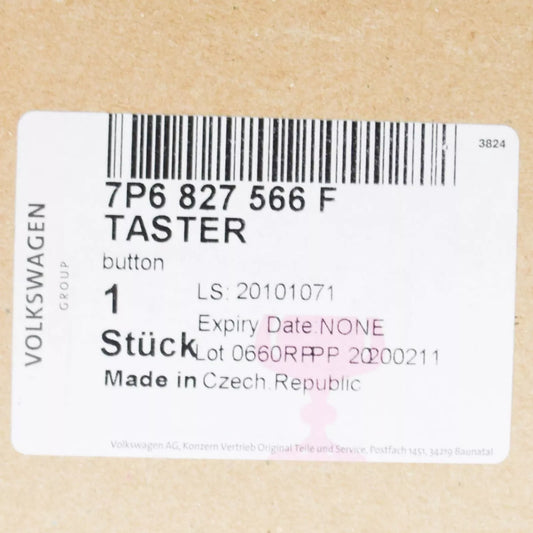 3824
7P6 827 566 F
TASTER
button
1
LS: 20101071
Expiry Date:NONE
Stück
Lot 0660RPPP 20200211
Made in Czech Republic
VOLKSWAGEN
GROUP
Volkswagen AG, Konzern Vertrieb Original Teile und Service, Postfach 1451, 34219 Baunatal